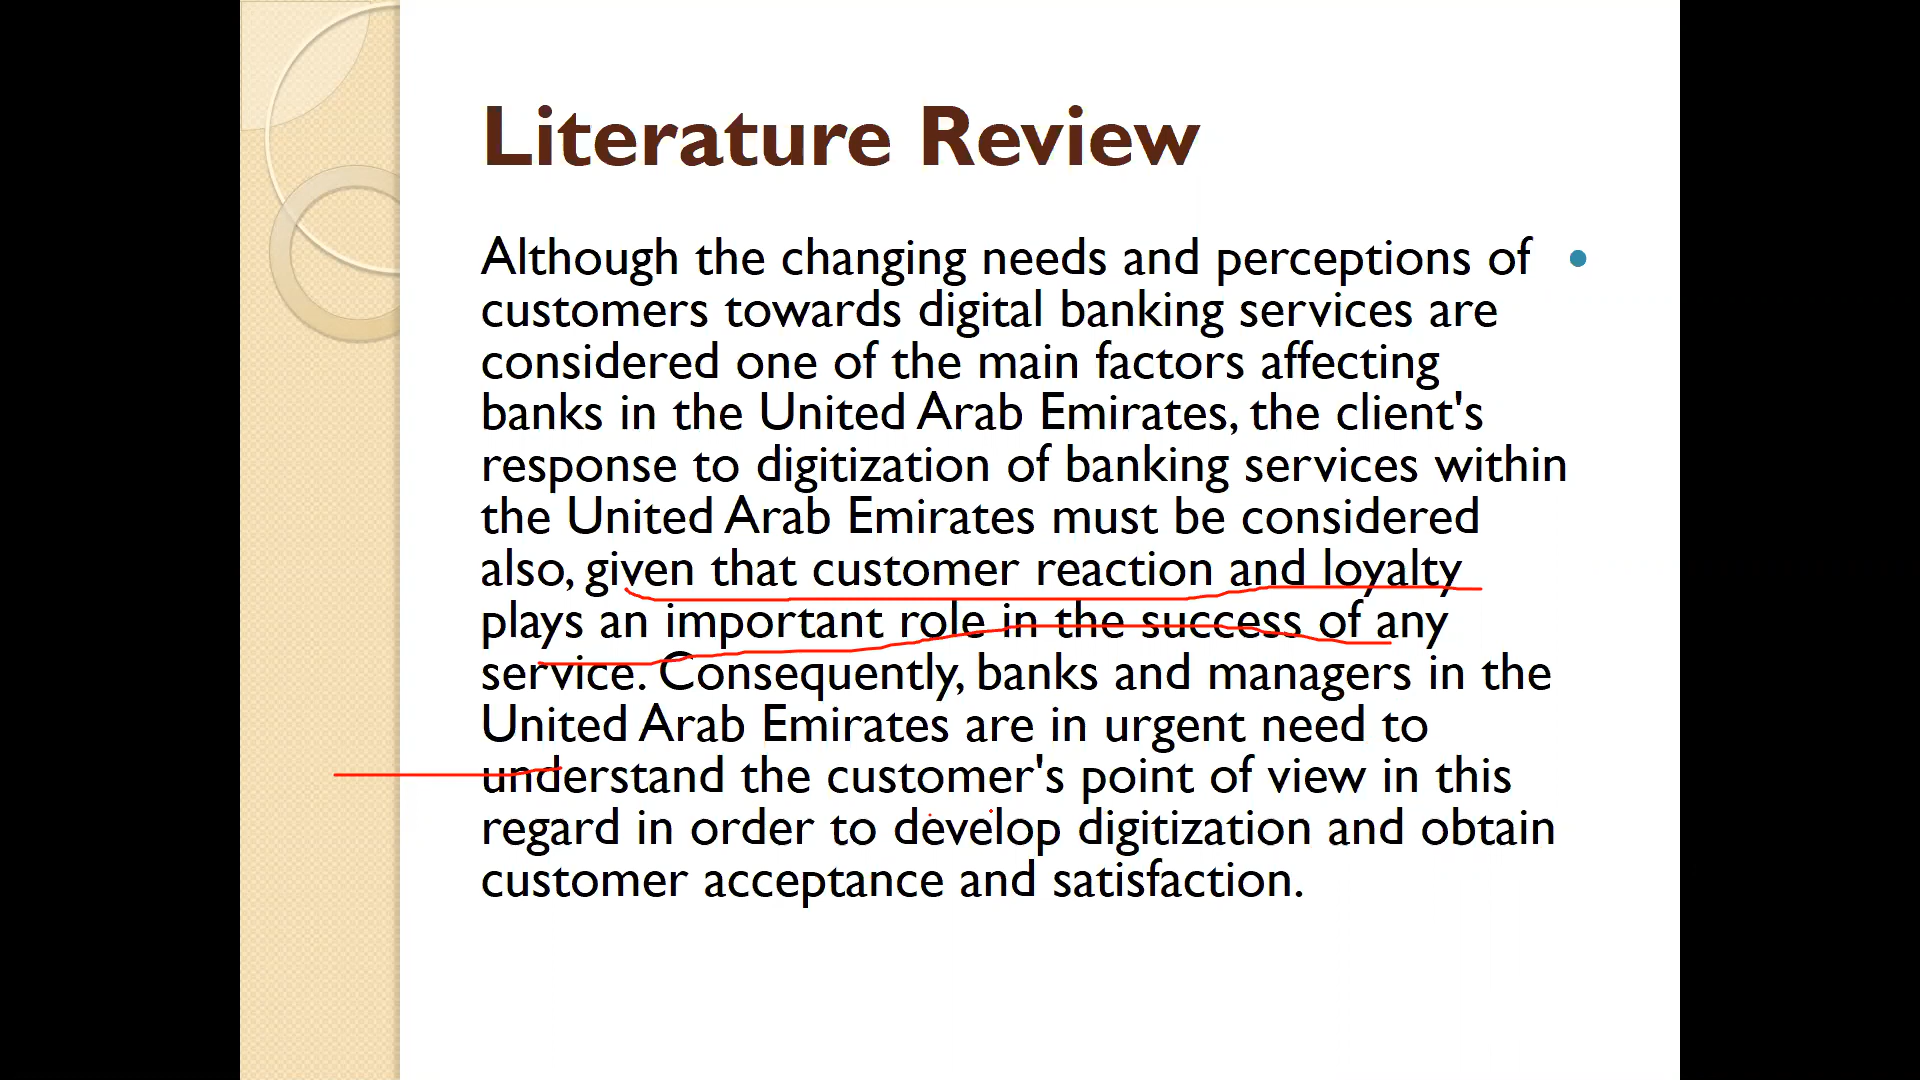 Literature Review
Although the changing needs and perceptions of
customers towards digital banking services are
considered one of the main factors affecting
banks in the United Arab Emirates, the client's
response to digitization of banking services within
the United Arab Emirates must be considered
also, given that customer reaction and loyalty
plays an important role in the success of any
service. Consequently, banks and managers in the
United Arab Emirates are in urgent need to
understand the customer's point of view in this
regard in order to develop digitization and obtain
customer acceptance and satisfaction.